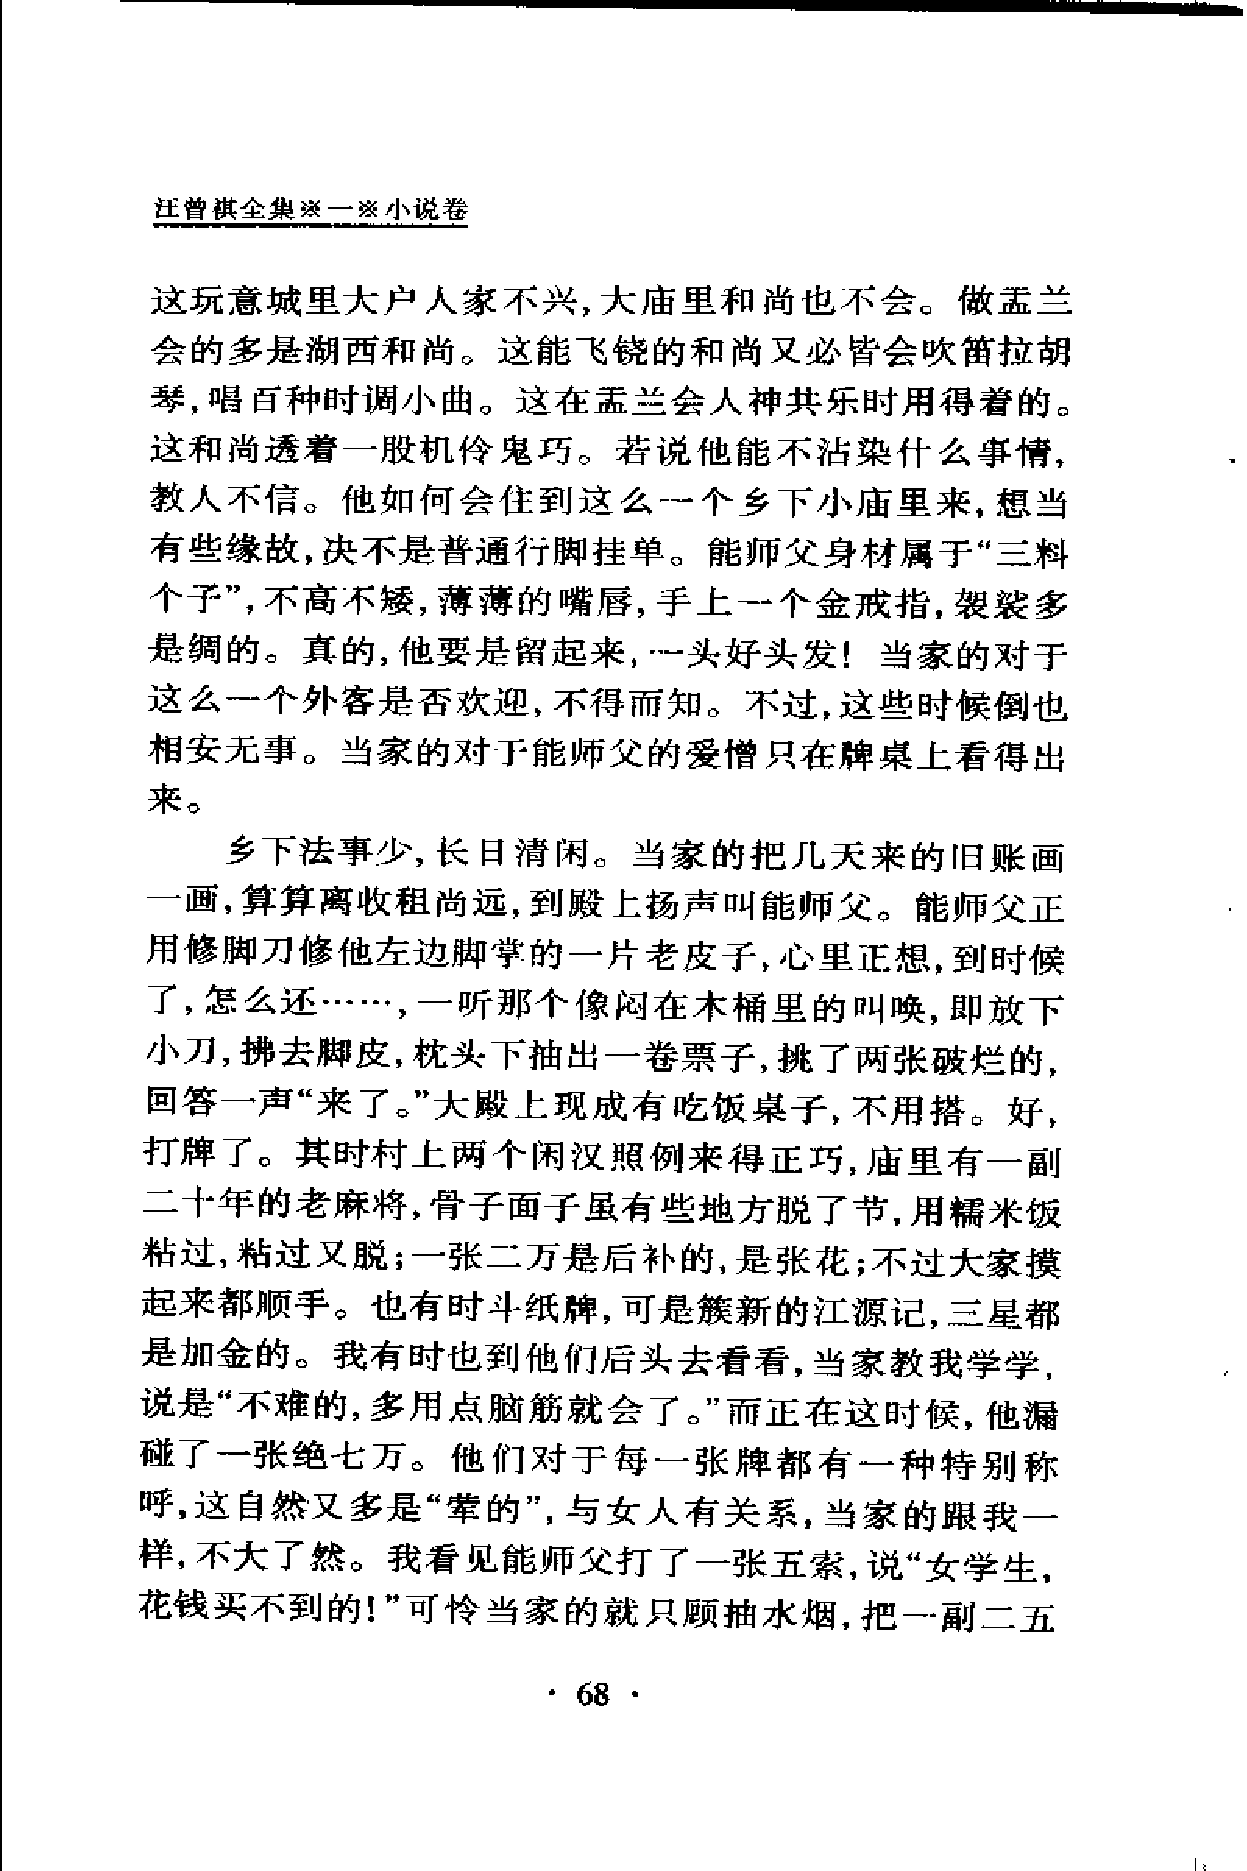 汪曾祺全集※一※小说卷
这玩意城里大户人家不兴,大庙里和尚也不会。做盂兰
会的多是湖西和尚。这能飞铙的和尚又必皆会吹笛拉胡
琴,唱百种时调小曲。这在盂兰会人神共乐时用得着的。
这和尚透着一股机伶鬼巧。若说他能不沾染什么事情,
教人不信。他如何会住到这么一个乡下小庙里来,想当
有些缘故,决不是普通行脚挂单。能师父身材属于“三料
个子”,不高不矮,薄薄的嘴唇,手上一个金戒指,袈裟多
是绸的。真的,他要是留起来,一头好头发! 当家的对于
这么一个外客是否欢迎,不得而知。不过,这些时候倒也
相安无事。当家的对于能师父的爱憎只在牌桌上看得出
来。
乡下法事少,长日清闲。当家的把几天来的旧账画
一画,算算离收租尚远,到殿上扬声叫能师父。能师父正
用修脚刀修他左边脚掌的一片老皮子,心里正想,到时候
了,怎么还……,一听那个像闷在木桶里的叫唤,即放下
小刀,拂去脚皮,枕头下抽出一卷票子,挑了两张破烂的,
回答一声“来了。”大殿上现成有吃饭桌子,不用搭。好,
打牌了。其时村上两个闲汉照例来得正巧,庙里有一副
二十年的老麻将,骨子面子虽有些地方脱了节,用糯米饭
粘过,粘过又脱;一张二万是后补的,是张花;不过大家摸
起来都顺手。也有时斗纸牌,可是簇新的江源记,三星都
是加金的。我有时也到他们后头去看看,当家教我学学,
说是“不难的,多用点脑筋就会了。”而正在这时候,他漏
碰了一张绝七万。他们对于每一张牌都有一种特别称
呼,这自然又多是“荤的”,与女人有关系,当家的跟我一
样,不大了然。我看见能师父打了一张五索,说“女学生,
花钱买不到的!”可怜当家的就只顾抽水烟,把一副二五
· 68 ·